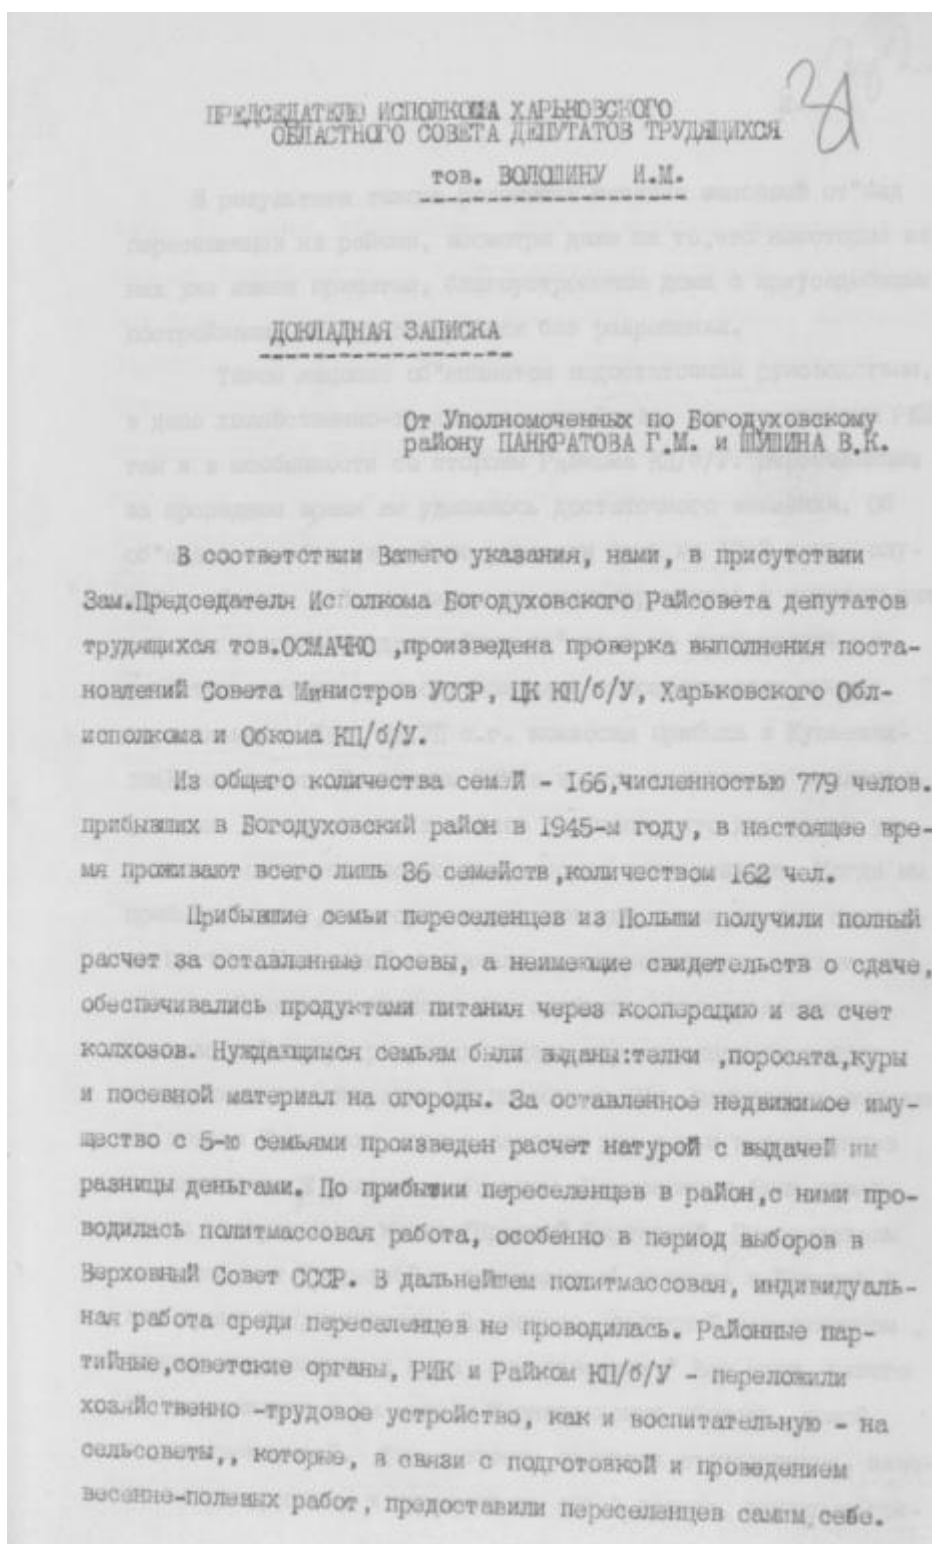 ПРЕДСЕДАТЕЛЮ ИСПОЛКОМА ХАРЬКОВСКОГО
ОБЛАСТНОГО СОВЕТА ДЕПУТАТОВ ТРУДЯЩИХСЯ
тов. ВОЛОШИНУ И.М.
ДОКЛАДНАЯ ЗАПИСКА
От Уполномоченных по Богодуховскому
району ПАНКРАТОВА Г.М. и ШУШИНА В.К.
В соответствии Вашего указания, нами, в присутствии
Зам.Председателя Исполкома Богодуховского Райсовета депутатов
трудящихся тов.ОСМАЧКО ,произведена проверка выполнения поста-
новлений Совета Министров УССР, ЦК КП/б/У, Харьковского Обл-
исполкома и Обкома КП/б/У.
Из общего количества семей - 166,численностью 779 челов.
прибывших в Богодуховский район в 1945-м году, в настоящее вре-
мя проживают всего лишь 36 семейств,количеством 162 чел.
Прибывшие семьи переселенцев из Польши получили полный
расчет за оставленные посевы, а неимеющие свидетельств о сдаче,
обеспечивались продуктами питания через кооперацию и за счет
колхозов. Нуждающимся семьям были выданы:телки ,поросята,куры
и посевной материал на огороды. За оставленное недвижимое иму-
щество с 5-ю семьями произведен расчет натурой с выдачей им
разницы деньгами. По прибытии переселенцев в район,с ними про-
водилась политмассовая работа, особенно в период выборов в
Верховный Совет СССР. В дальнейшем политмассовая, индивидуаль-
ная работа среди переселенцев не проводилась. Районные пар-
тийные,советские органы, РИК и Райком КП/б/У - переложили
хозяйственно -трудовое устройство, как и воспитательную - на
сельсоветы,, которые, в связи с подготовкой и проведением
весенне-полевых работ, предоставили переселенцев самим себе.